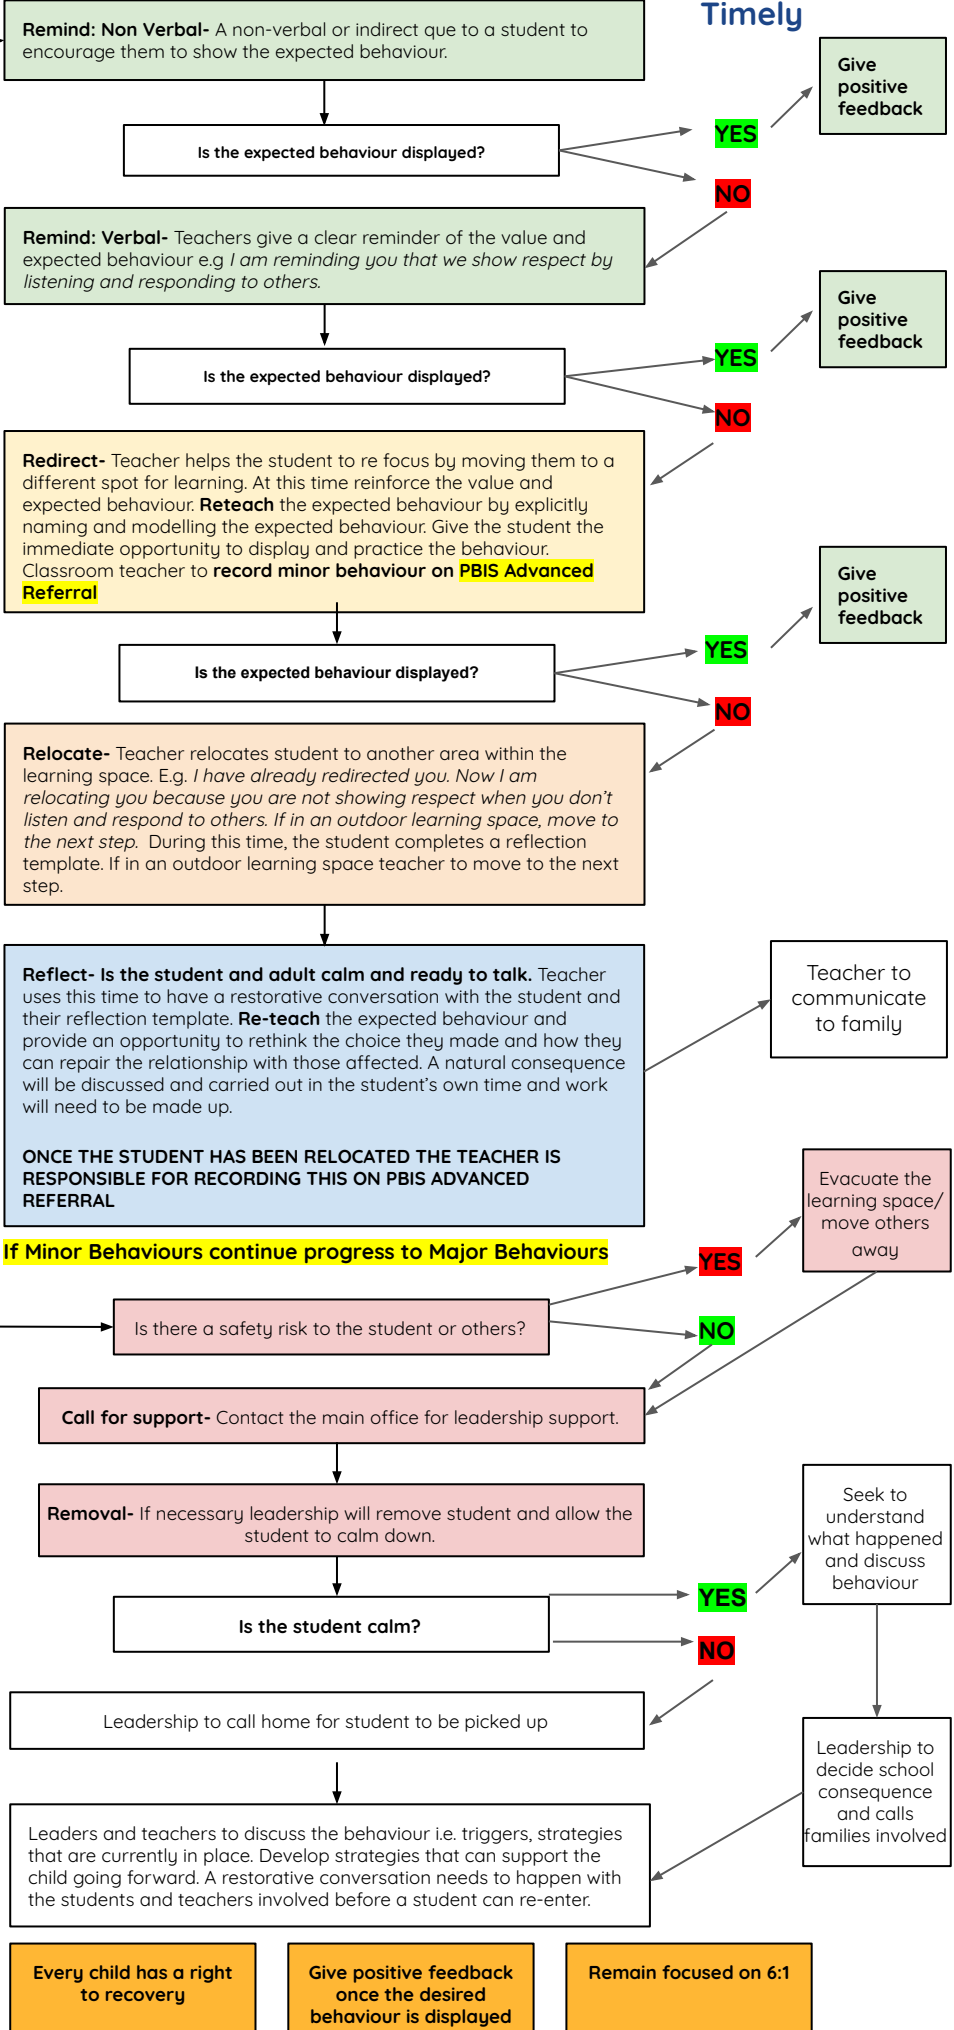 Timely
Remind: Non Verbal- A non-verbal or indirect que to a student to
encourage them to show the expected behaviour.
Give
positive
feedback
Is the expected behaviour displayed?
YES
NO
Remind: Verbal- Teachers give a clear reminder of the value and
expected behaviour e.g I am reminding you that we show respect by
listening and responding to others.
Give
positive
feedback
Is the expected behaviour displayed?
YES
NO
Redirect- Teacher helps the student to re focus by moving them to a
different spot for learning. At this time reinforce the value and
expected behaviour. Reteach the expected behaviour by explicitly
naming and modelling the expected behaviour. Give the student the
immediate opportunity to display and practice the behaviour.
Classroom teacher to record minor behaviour on PBIS Advanced
Referral
Give
positive
feedback
Is the expected behaviour displayed?
YES
NO
Relocate- Teacher relocates student to another area within the
learning space. E.g. I have already redirected you. Now I am
relocating you because you are not showing respect when you don't
listen and respond to others. If in an outdoor learning space, move to
the next step. During this time, the student completes a reflection
template. If in an outdoor learning space teacher to move to the next
step.
Reflect- Is the student and adult calm and ready to talk. Teacher
uses this time to have a restorative conversation with the student and
their reflection template. Re-teach the expected behaviour and
provide an opportunity to rethink the choice they made and how they
can repair the relationship with those affected. A natural consequence
will be discussed and carried out in the student's own time and work
will need to be made up.
ONCE THE STUDENT HAS BEEN RELOCATED THE TEACHER IS
RESPONSIBLE FOR RECORDING THIS ON PBIS ADVANCED
REFERRAL
Teacher to
communicate
to family
If Minor Behaviours continue progress to Major Behaviours
Evacuate the
learning space/
move others
away
Is there a safety risk to the student or others?
YES
NO
Call for support- Contact the main office for leadership support.
Removal- If necessary leadership will remove student and allow the
student to calm down.
Is the student calm?
YES
NO
Seek to
understand
what happened
and discuss
behaviour
Leadership to call home for student to be picked up
Leadership to
decide school
consequence
and calls
families involved
Leaders and teachers to discuss the behaviour i.e. triggers, strategies
that are currently in place. Develop strategies that can support the
child going forward. A restorative conversation needs to happen with
the students and teachers involved before a student can re-enter.
Every child has a right
to recovery
Give positive feedback
once the desired
behaviour is displayed
Remain focused on 6:1